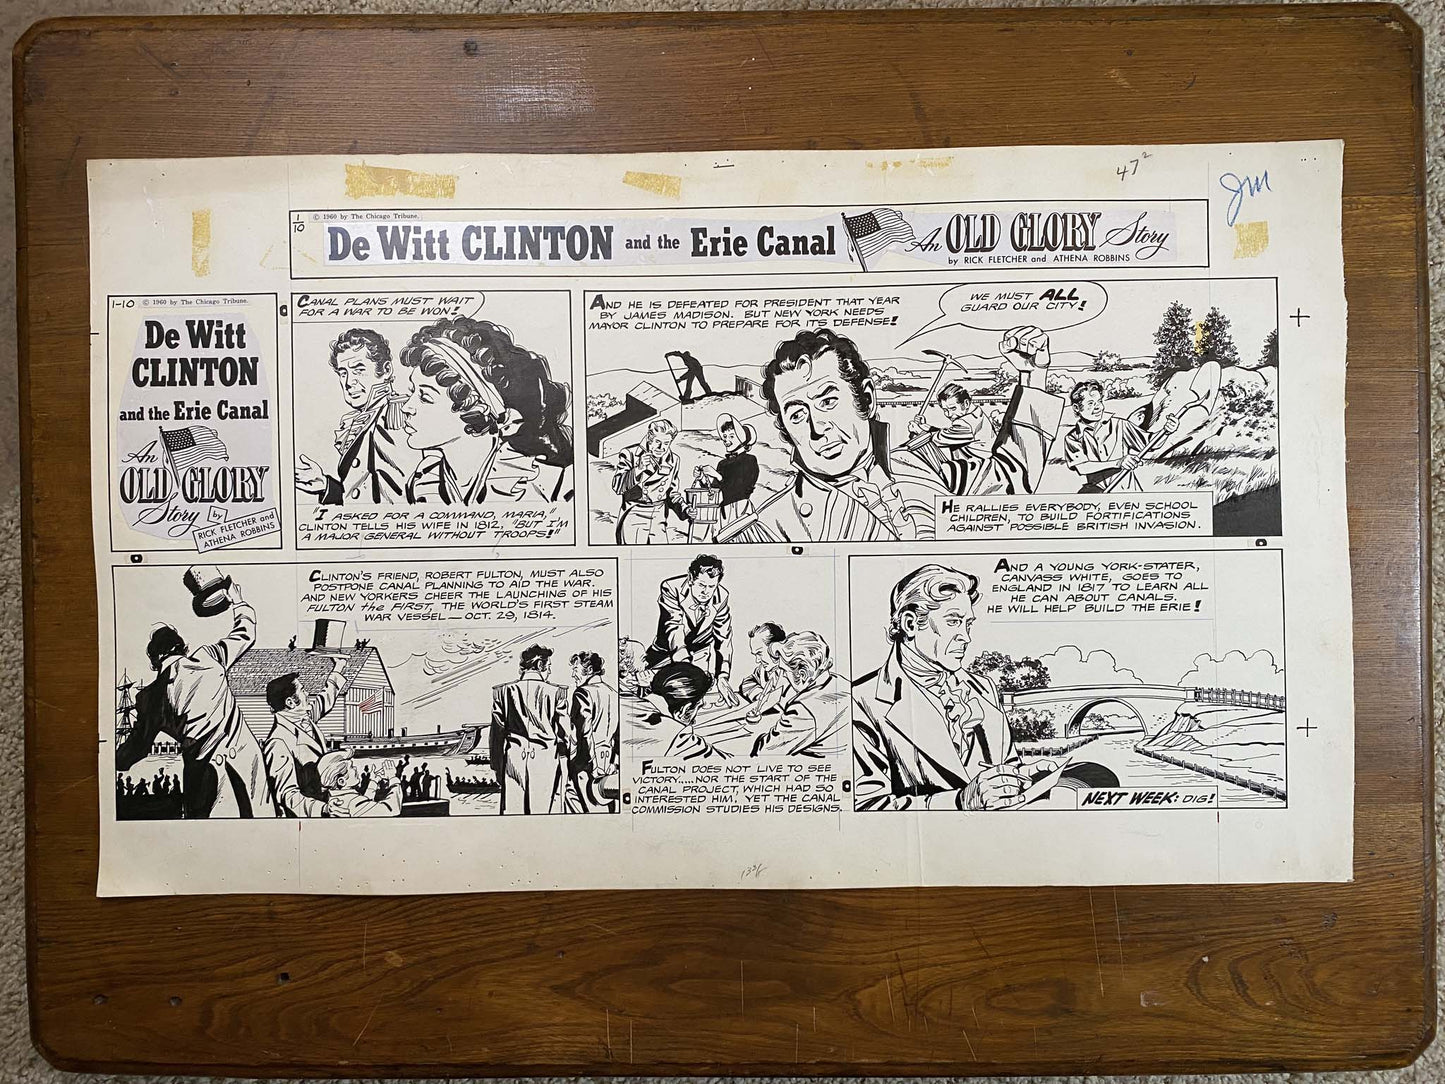 47²
JM
1/10
© 1960 by The Chicago Tribune.
De Witt CLINTON and the Erie Canal
An OLD GLORY Story
by RICK FLETCHER and ATHENA ROBBINS
1-10 © 1960 by The Chicago Tribune.
De Witt
CLINTON
and the Erie Canal
An
OLD GLORY
Story by
RICK FLETCHER and
ATHENA ROBBINS
CANAL PLANS MUST WAIT
FOR A WAR TO BE WON!
"I ASKED FOR A COMMAND, MARIA,"
CLINTON TELLS HIS WIFE IN 1812, "BUT I'M
A MAJOR GENERAL WITHOUT TROOPS!"
AND HE IS DEFEATED FOR PRESIDENT THAT YEAR
BY JAMES MADISON. BUT NEW YORK NEEDS
MAYOR CLINTON TO PREPARE FOR ITS DEFENSE!
WE MUST ALL
GUARD OUR CITY!
HE RALLIES EVERYBODY, EVEN SCHOOL
CHILDREN, TO BUILD FORTIFICATIONS
AGAINST POSSIBLE BRITISH INVASION.
CLINTON'S FRIEND, ROBERT FULTON, MUST ALSO
POSTPONE CANAL PLANNING TO AID THE WAR.
AND NEW YORKERS CHEER THE LAUNCHING OF HIS
FULTON the FIRST, THE WORLD'S FIRST STEAM
WAR VESSEL — OCT. 29, 1814.
FULTON DOES NOT LIVE TO SEE
VICTORY.....NOR THE START OF THE
CANAL PROJECT, WHICH HAD SO
INTERESTED HIM. YET THE CANAL
COMMISSION STUDIES HIS DESIGNS.
AND A YOUNG YORK-STATER,
CANVASS WHITE, GOES TO
ENGLAND IN 1817 TO LEARN ALL
HE CAN ABOUT CANALS.
HE WILL HELP BUILD THE ERIE!
NEXT WEEK: DIG!